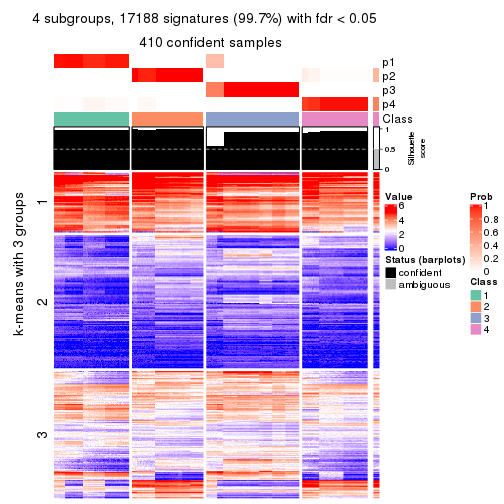 4 subgroups, 17188 signatures (99.7%) with fdr < 0.05
410 confident samples
p1
p2
p3
p4
Class
1
0.5
0
Silhouette
score
k-means with 3 groups
1
2
3
Value
6
4
2
0
Status (barplots)
confident
ambiguous
Prob
1
0.8
0.6
0.4
0.2
0
Class
1
2
3
4